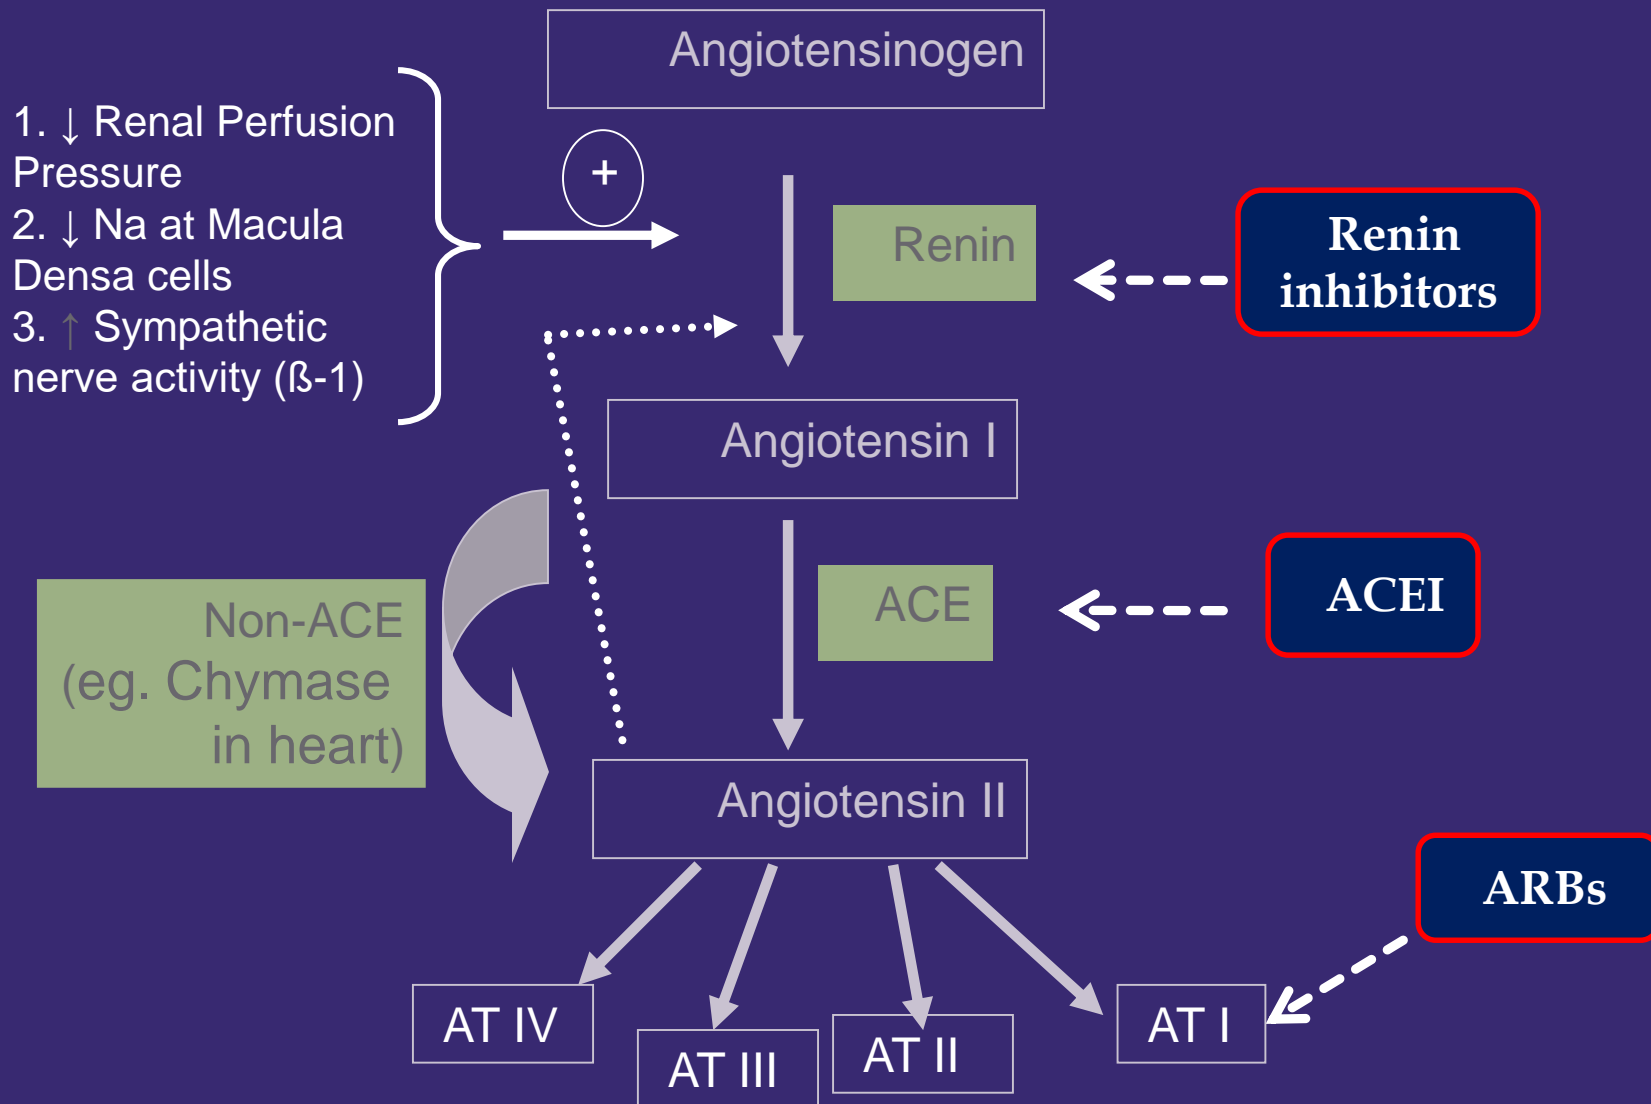 Angiotensinogen
1. ↓ Renal Perfusion
Pressure
2. ↓ Na at Macula
Densa cells
3. ↑ Sympathetic
nerve activity (ß-1)
+
Renin
Renin
inhibitors
Angiotensin I
Non-ACE
(eg. Chymase
in heart)
ACE
ACEI
Angiotensin II
ARBs
AT IV
AT III
AT II
AT I